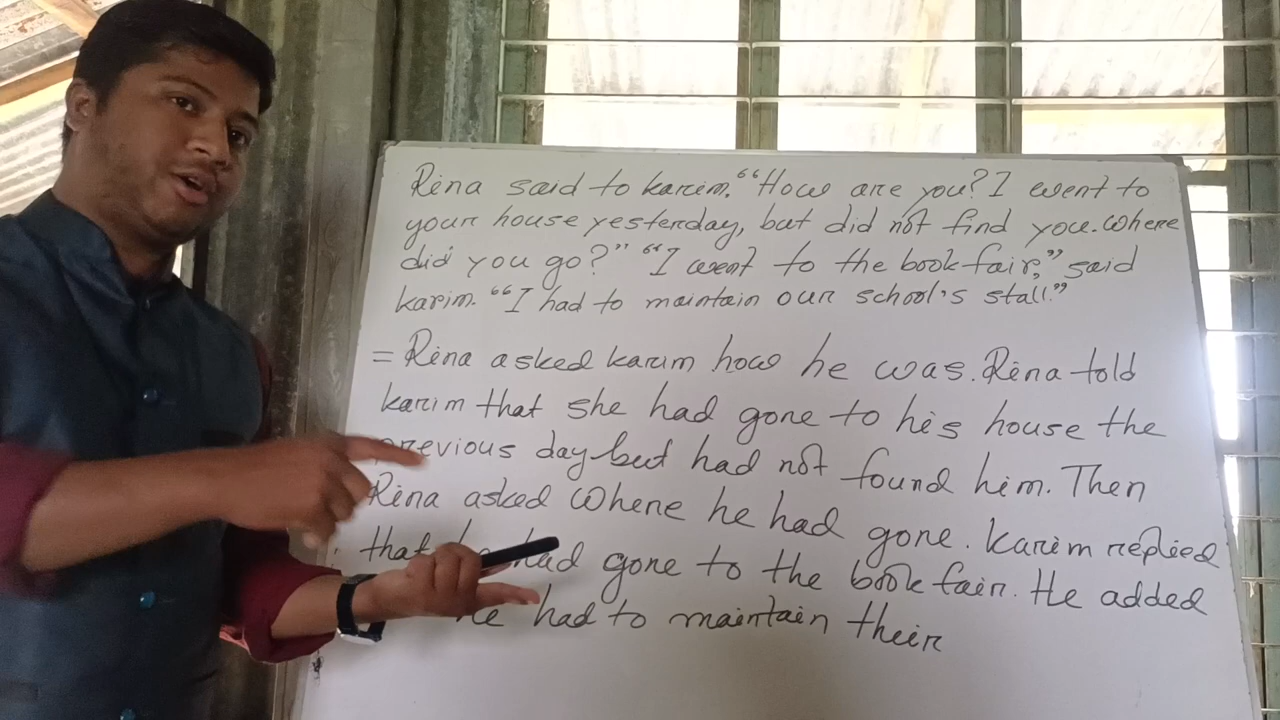 Rina said to karim. "How are you? I went to
your house yesterday, but did not find you. Where
did you go?" "I went to the book fair," said
karim. "I had to maintain our school's stall."
= Rina asked karim how he was. Rina told
karim that she had gone to his house the
previous day but had not found him. Then
Rina asked where he had gone. Karim replied
that he had gone to the book fair. He added
he had to maintain their